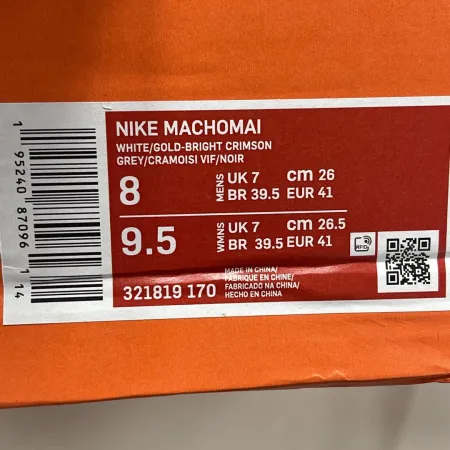 NIKE MACHOMAI
WHITE/GOLD-BRIGHT CRIMSON
GREY/CRAMOISI VIF/NOIR
8 MENS UK 7 cm 26
BR 39.5 EUR 41
9.5 WMNS UK 7 cm 26.5
BR 39.5 EUR 41
RFID
MADE IN CHINA/
FABRIQUE EN CHINE/
FABRICADO NA CHINA/
HECHO EN CHINA
321819 170
1 95240 87096 1 14